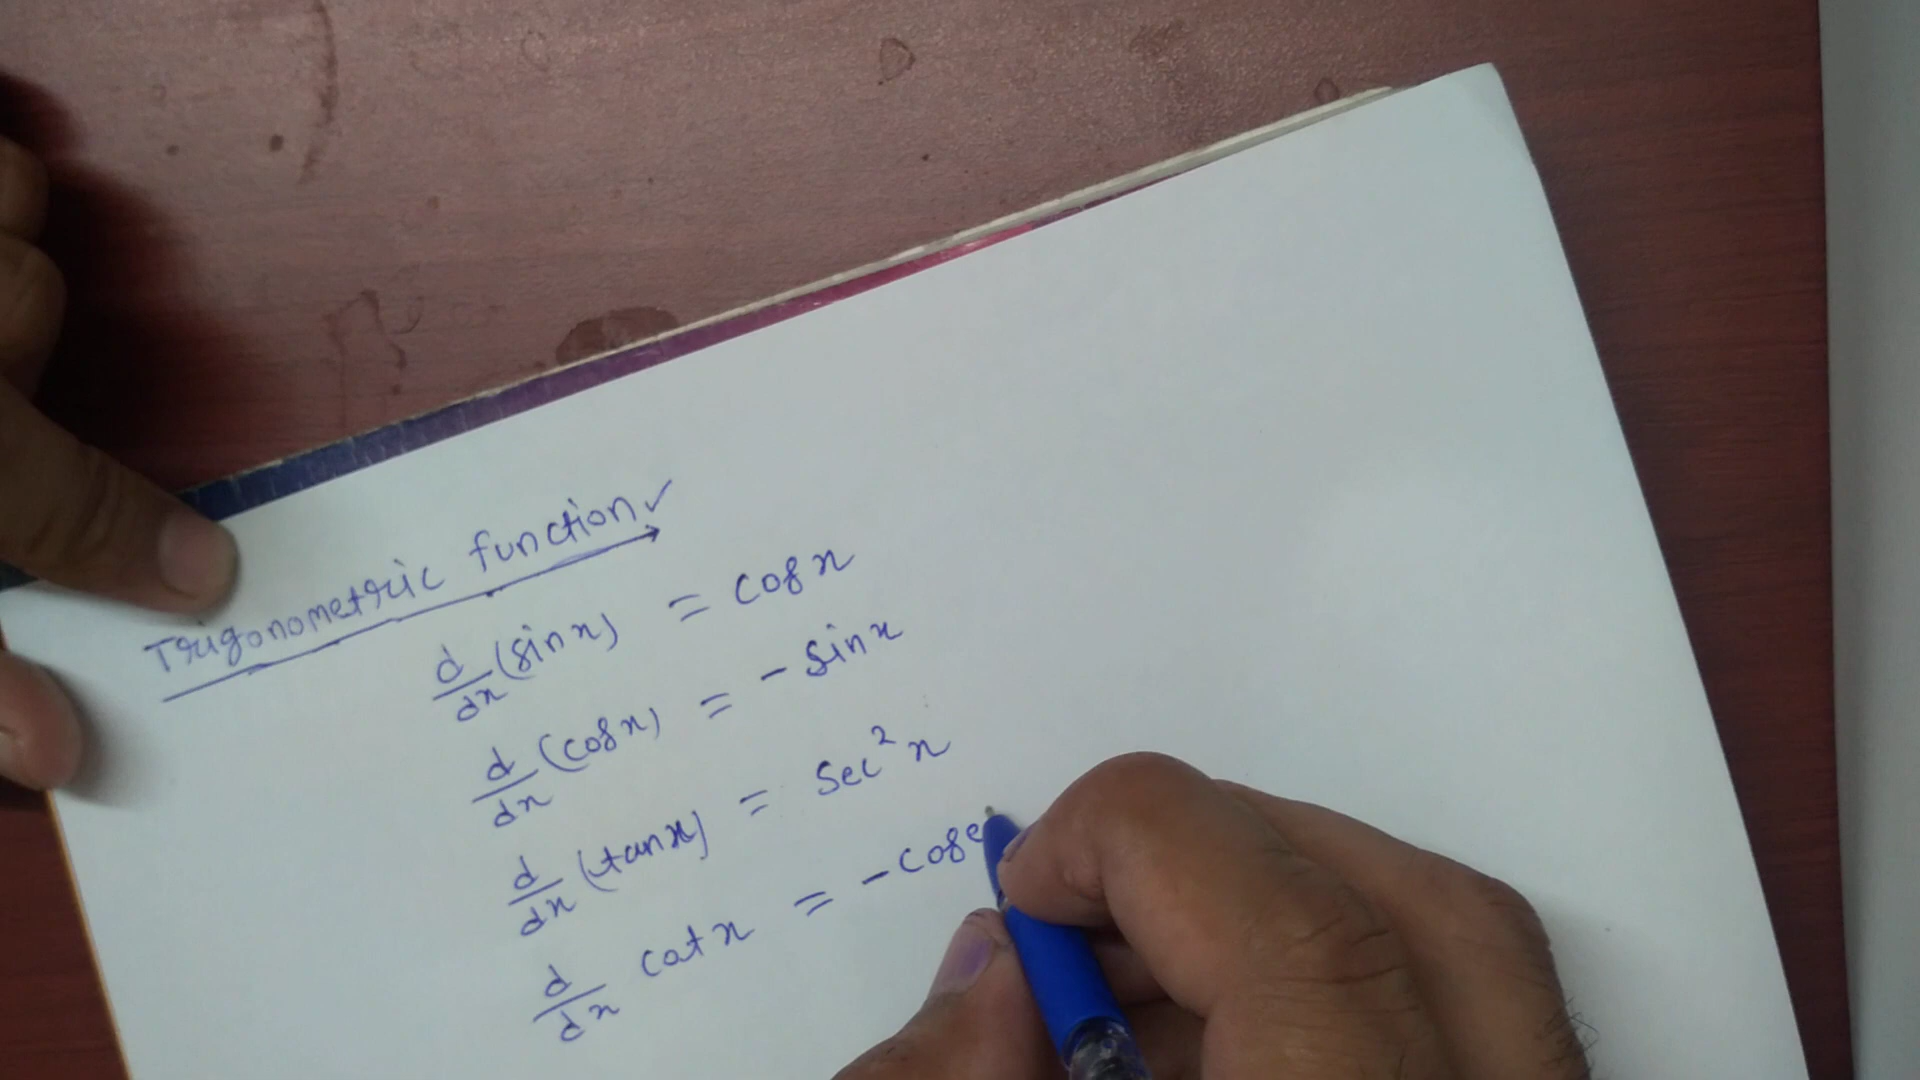 Trigonometric function ✓
d/dx (sin x) = cos x
d/dx (cos x) = - sin x
d/dx (tan x) = sec² x
d/dx cot x = - cose